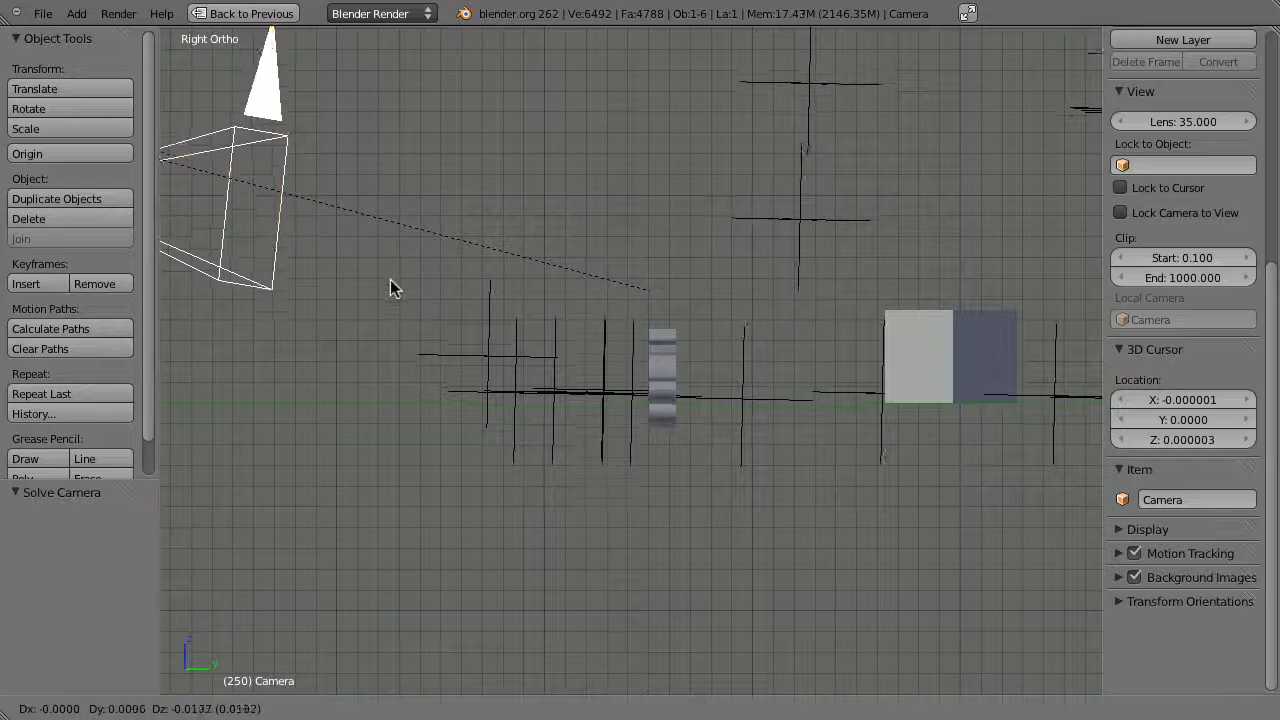 File Add Render Help Back to Previous Blender Render blender.org 262 | Ve:6492 | Fa:4788 | Ob:1-6 | La:1 | Mem:17.43M (2146.35M) | Camera
Object Tools
Transform:
Translate
Rotate
Scale
Origin
Object:
Duplicate Objects
Delete
Join
Keyframes:
Insert Remove
Motion Paths:
Calculate Paths
Clear Paths
Repeat:
Repeat Last
History...
Grease Pencil:
Draw Line
Solve Camera
Right Ortho
z
y
(250) Camera
New Layer
Delete Frame Convert
View
Lens: 35.000
Lock to Object:
Lock to Cursor
Lock Camera to View
Clip:
Start: 0.100
End: 1000.000
Local Camera
Camera
3D Cursor
Location:
X: -0.000001
Y: 0.0000
Z: 0.000003
Item
Camera
Display
Motion Tracking
Background Images
Transform Orientations
Dx: -0.0000 Dy: 0.0086